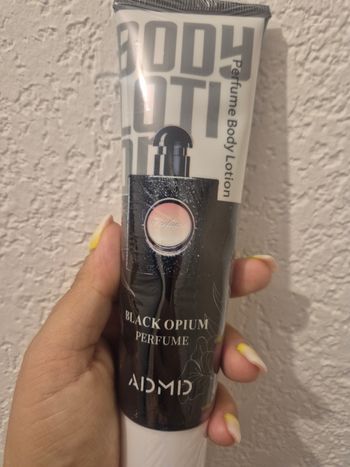 BODY
LOTI
Perfume Body Lotion
BLACK OPIUM
PERFUME
ADMD